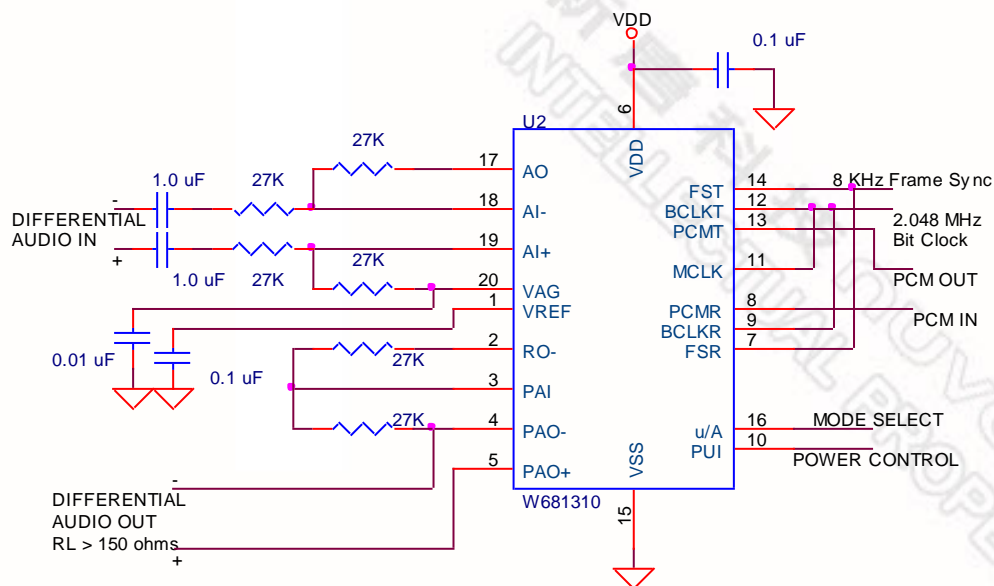 VDD
0.1 uF
6
U2
VDD
27K
17
AO
1.0 uF
27K
18
AI-
-
DIFFERENTIAL
AUDIO IN
+
19
AI+
1.0 uF
27K
27K
20
VAG
1
VREF
0.01 uF
0.1 uF
2
RO-
27K
3
PAI
27K
4
PAO-
5
PAO+
-
DIFFERENTIAL
AUDIO OUT
RL > 150 ohms
+
14
FST
8 KHz Frame Sync
12
BCLKT
2.048 MHz
Bit Clock
13
PCMT
11
MCLK
PCM OUT
8
PCMR
PCM IN
9
BCLKR
7
FSR
16
u/A
MODE SELECT
10
PUI
POWER CONTROL
VSS
15
W681310
INTELLECTUAL PROPE